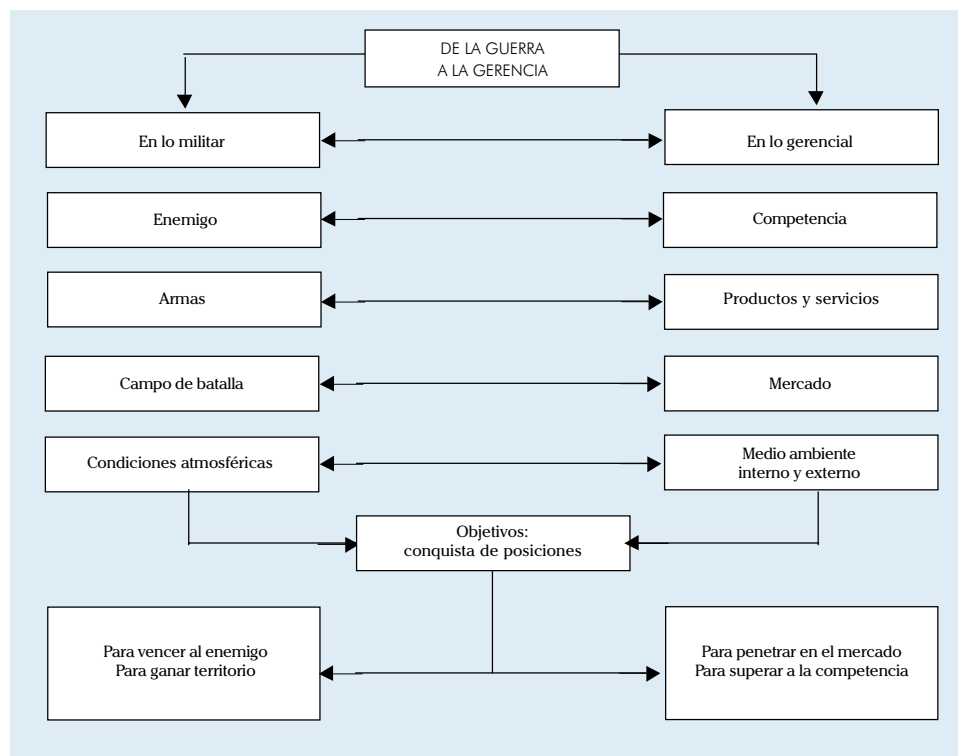 DE LA GUERRA
A LA GERENCIA
En lo militar
En lo gerencial
Enemigo
Competencia
Armas
Productos y servicios
Campo de batalla
Mercado
Condiciones atmosféricas
Medio ambiente
interno y externo
Objetivos:
conquista de posiciones
Para vencer al enemigo
Para ganar territorio
Para penetrar en el mercado
Para superar a la competencia